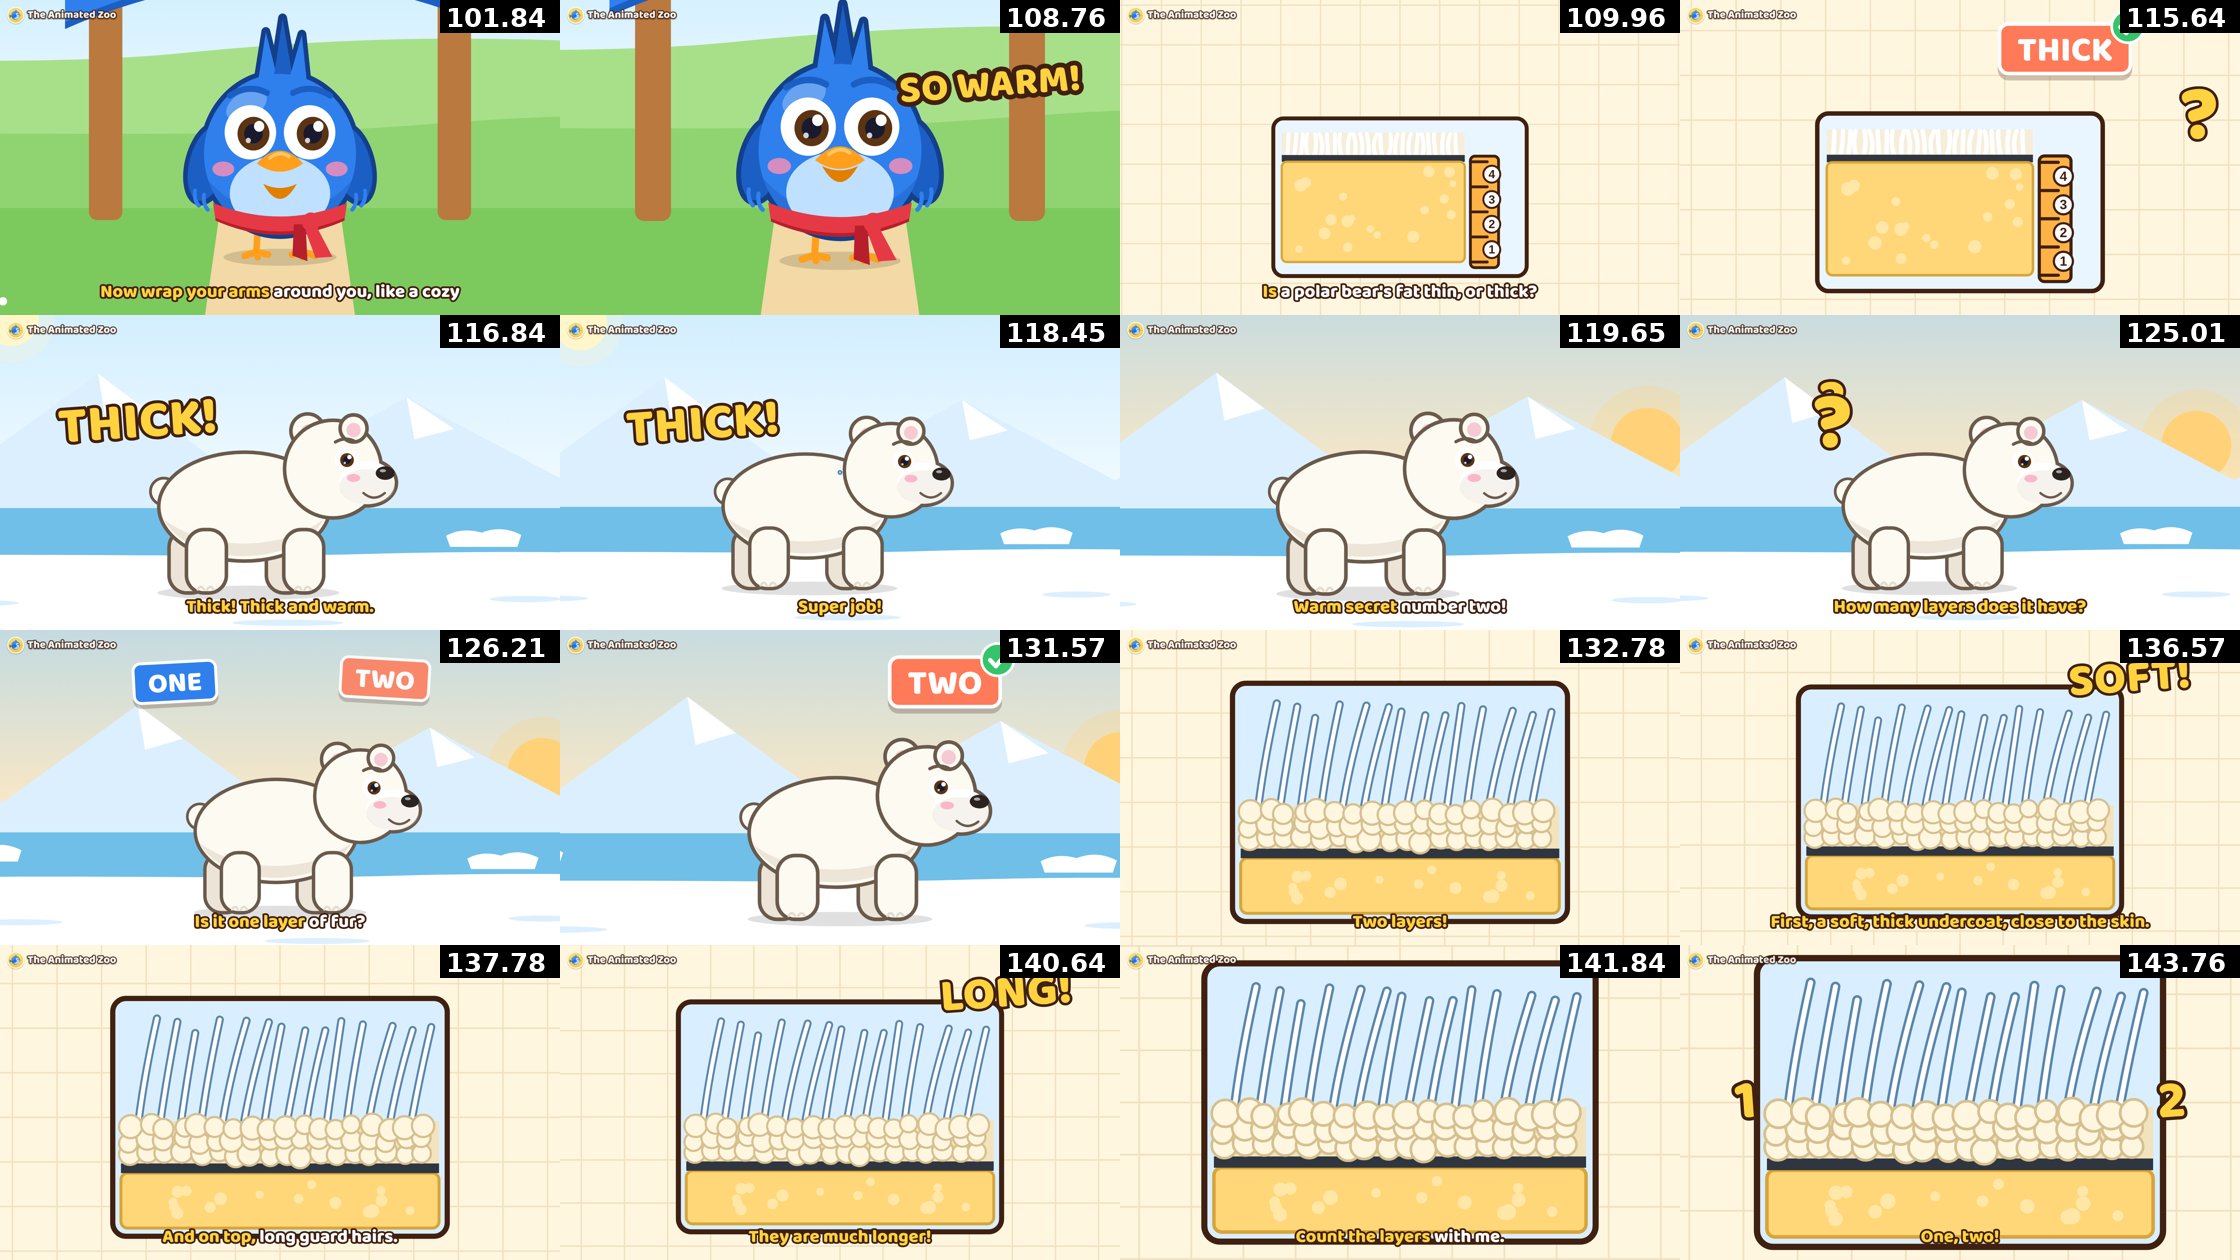 The Animated Zoo
101.84
Now wrap your arms around you, like a cozy
The Animated Zoo
108.76
SO WARM!
The Animated Zoo
109.96
4
3
2
1
Is a polar bear's fat thin, or thick?
The Animated Zoo
115.64
THICK
?
4
3
2
1
The Animated Zoo
116.84
THICK!
Thick! Thick and warm.
The Animated Zoo
118.45
THICK!
Super job!
The Animated Zoo
119.65
Warm secret number two!
The Animated Zoo
125.01
?
?
How many layers does it have?
The Animated Zoo
126.21
ONE
TWO
Is it one layer of fur?
The Animated Zoo
131.57
TWO
The Animated Zoo
132.78
Two layers!
The Animated Zoo
136.57
SOFT!
First, a soft, thick undercoat, close to the skin.
The Animated Zoo
137.78
And on top, long guard hairs.
The Animated Zoo
140.64
LONG!
They are much longer!
The Animated Zoo
141.84
Count the layers with me.
The Animated Zoo
143.76
1
2
One, two!